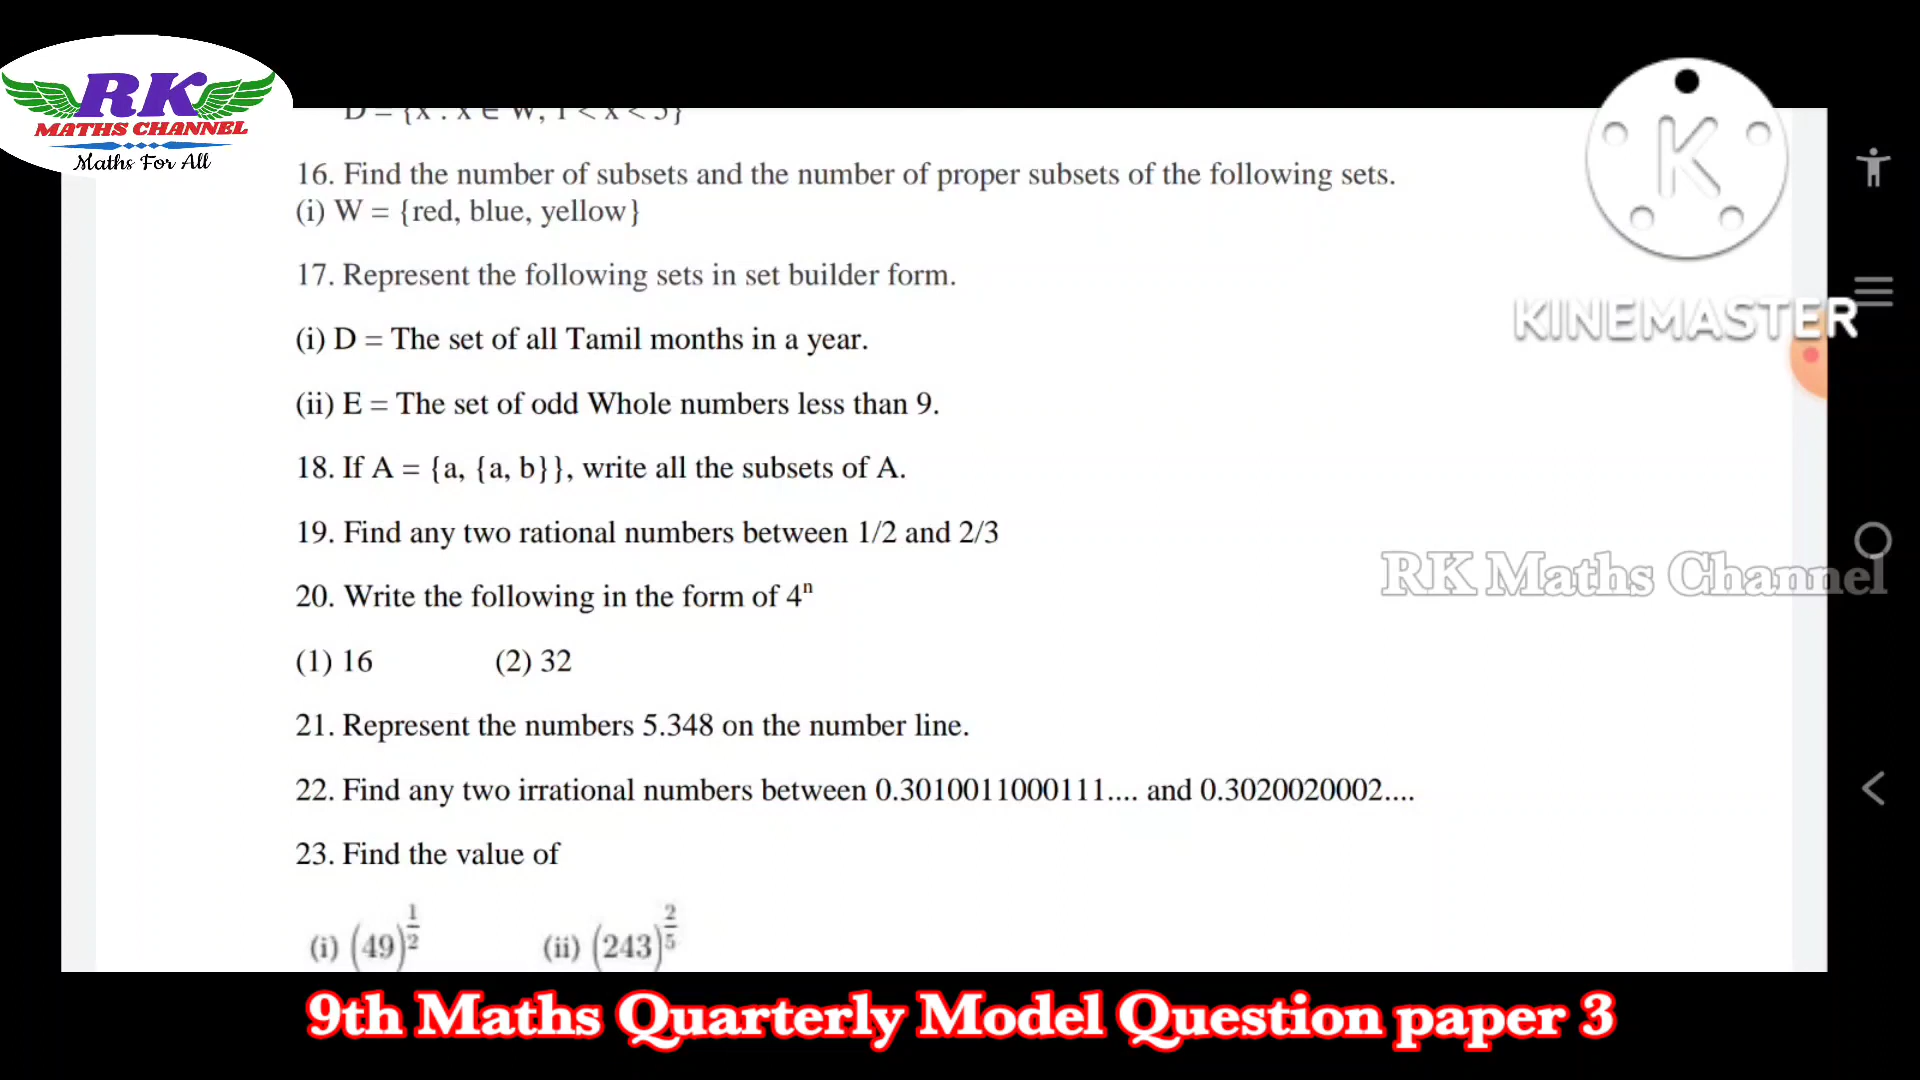 RK
MATHS CHANNEL
Maths For All
D = {x : x ∈ W, 1 < x < 5}
16. Find the number of subsets and the number of proper subsets of the following sets.
(i) W = {red, blue, yellow}
17. Represent the following sets in set builder form.
(i) D = The set of all Tamil months in a year.
(ii) E = The set of odd Whole numbers less than 9.
18. If A = {a, {a, b}}, write all the subsets of A.
19. Find any two rational numbers between 1/2 and 2/3
20. Write the following in the form of 4ⁿ
(1) 16 (2) 32
21. Represent the numbers 5.348 on the number line.
22. Find any two irrational numbers between 0.3010011000111.... and 0.3020020002....
23. Find the value of
(i) (49)^(1/2) (ii) (243)^(2/5)
K
KINEMASTER
RK Maths Channel
9th Maths Quarterly Model Question paper 3